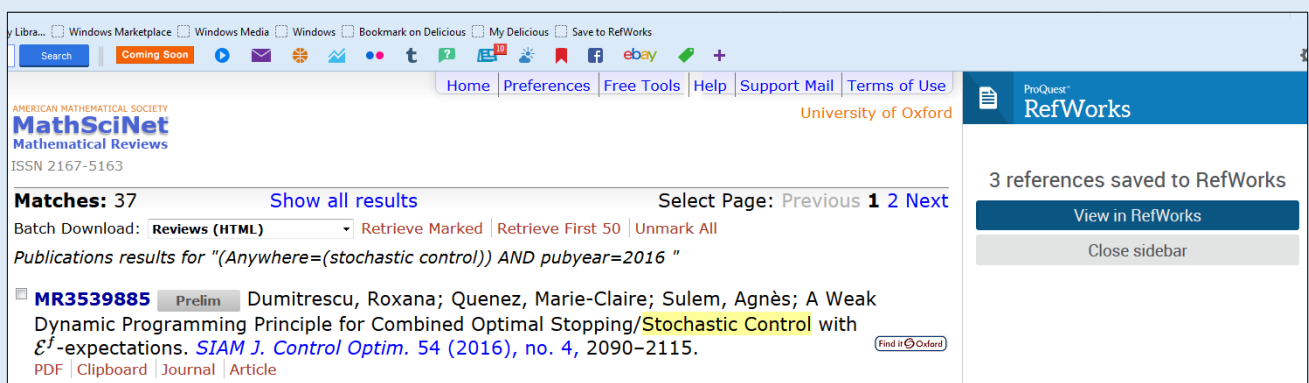 y Libra... Windows Marketplace Windows Media Windows Bookmark on Delicious My Delicious Save to RefWorks
Search Coming Soon t 10 f ebay +
Home Preferences Free Tools Help Support Mail Terms of Use
AMERICAN MATHEMATICAL SOCIETY
MathSciNet
Mathematical Reviews
ISSN 2167-5163
University of Oxford
Matches: 37 Show all results Select Page: Previous 1 2 Next
Batch Download: Reviews (HTML) Retrieve Marked Retrieve First 50 Unmark All
Publications results for "(Anywhere=(stochastic control)) AND pubyear=2016 "
MR3539885 Prelim Dumitrescu, Roxana; Quenez, Marie-Claire; Sulem, Agnès; A Weak
Dynamic Programming Principle for Combined Optimal Stopping/Stochastic Control with
ℰᶠ-expectations. SIAM J. Control Optim. 54 (2016), no. 4, 2090–2115.
Find it @ Oxford
PDF Clipboard Journal Article
ProQuest
RefWorks
3 references saved to RefWorks
View in RefWorks
Close sidebar